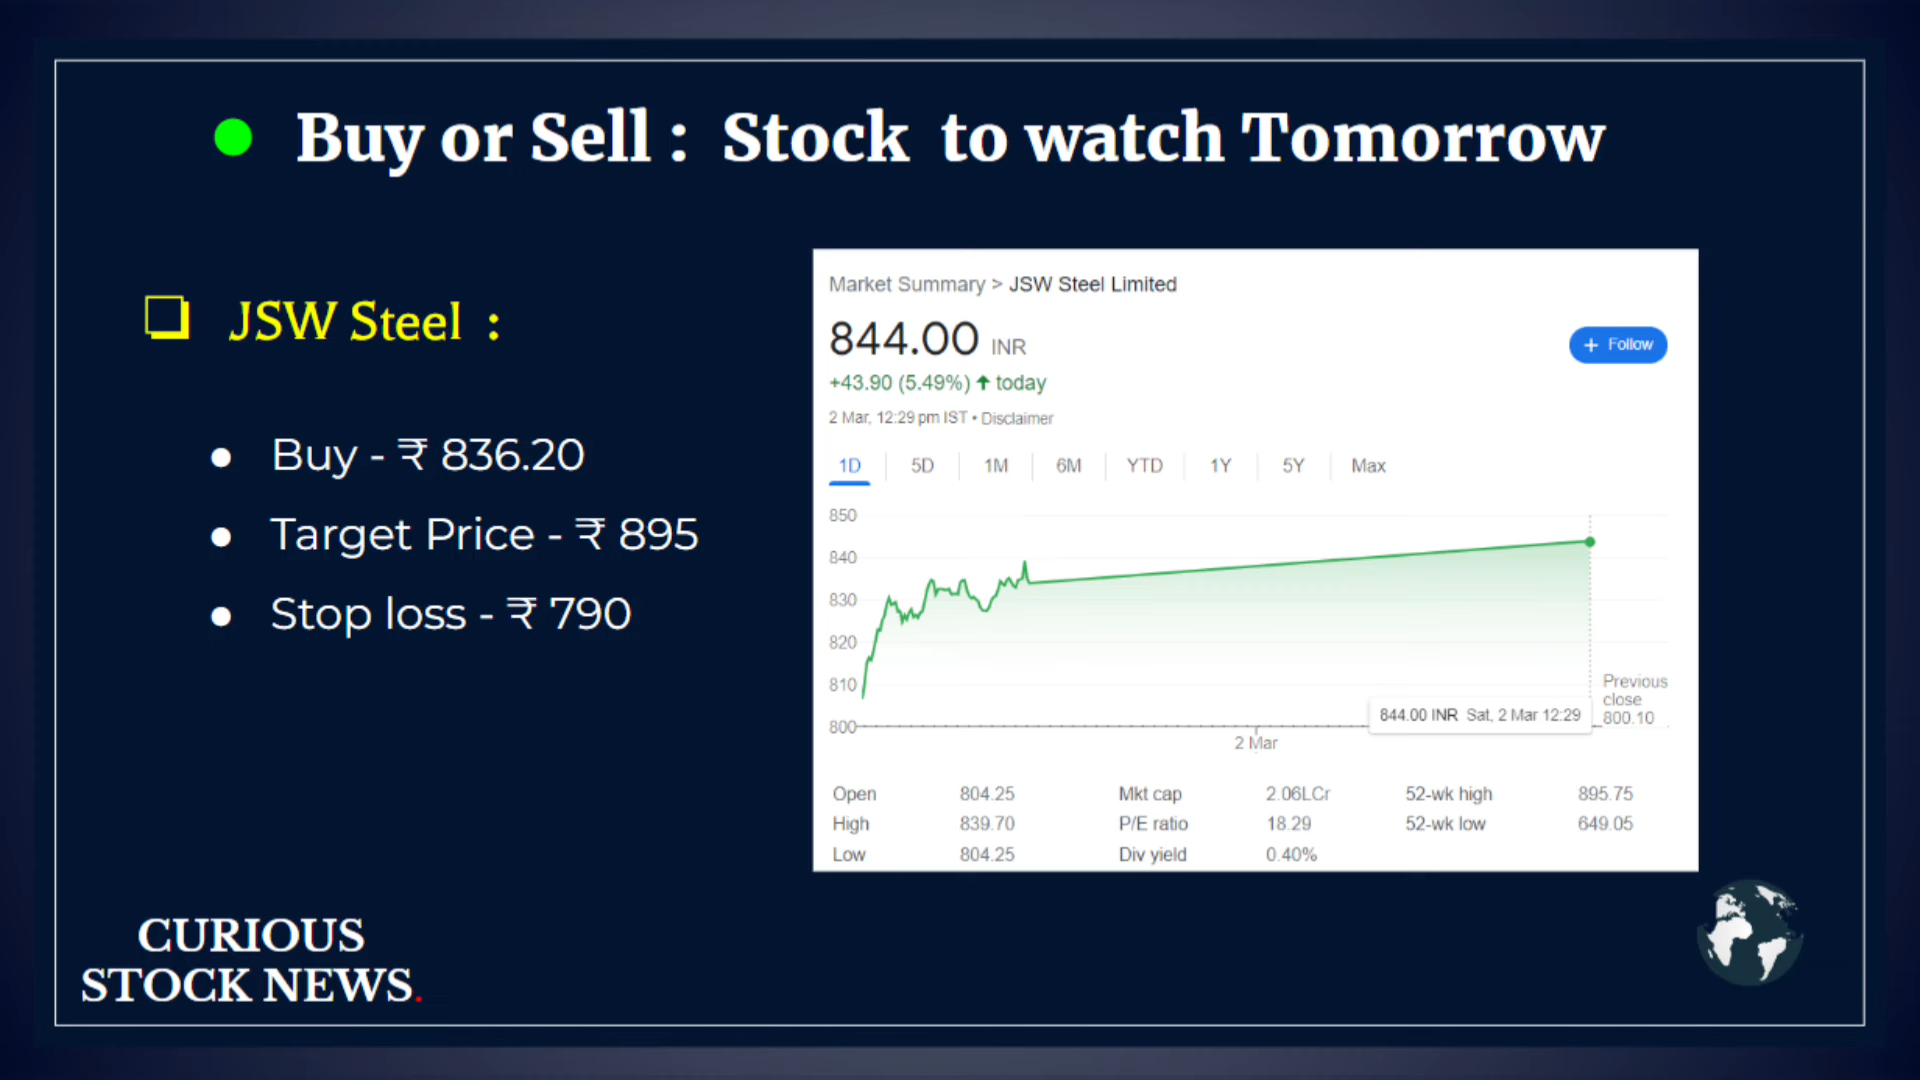 Buy or Sell : Stock to watch Tomorrow
JSW Steel :
Buy - ₹ 836.20
Target Price - ₹ 895
Stop loss - ₹ 790
Market Summary > JSW Steel Limited
844.00 INR
+ Follow
+43.90 (5.49%) ↑ today
2 Mar, 12:29 pm IST • Disclaimer
1D 5D 1M 6M YTD 1Y 5Y Max
850
840
830
820
810
800
Previous
close
800.10
844.00 INR Sat, 2 Mar 12:29
2 Mar
Open 804.25 Mkt cap 2.06LCr 52-wk high 895.75
High 839.70 P/E ratio 18.29 52-wk low 649.05
Low 804.25 Div yield 0.40%
CURIOUS
STOCK NEWS.